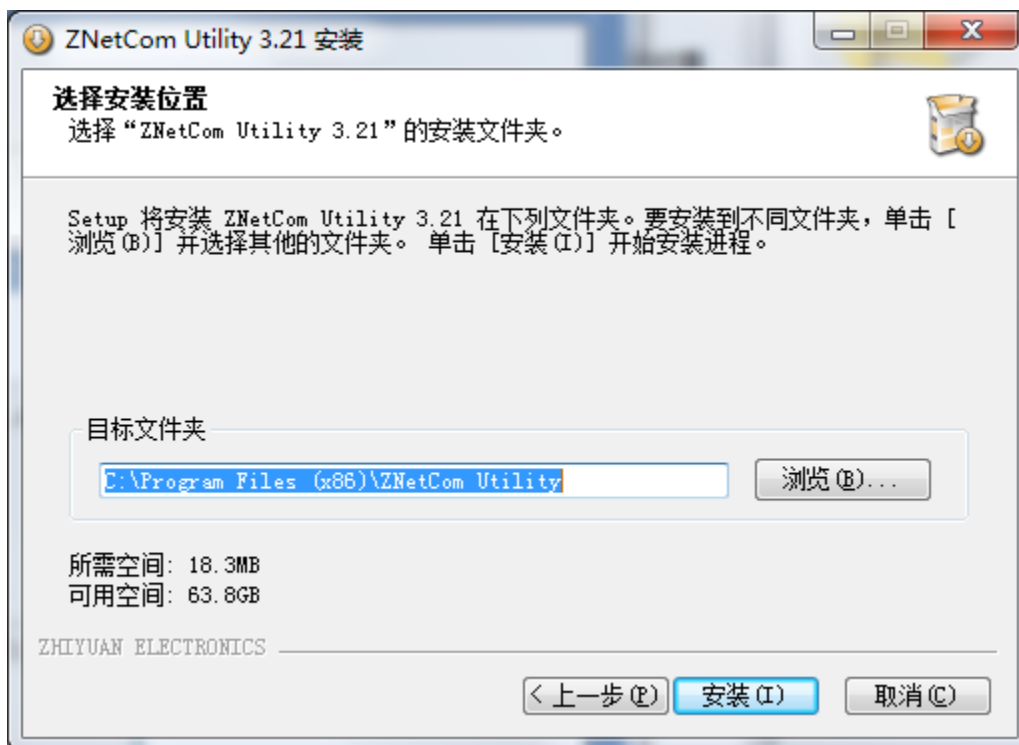 ZNetCom Utility 3.21 安装
选择安装位置
选择“ZNetCom Utility 3.21”的安装文件夹。
Setup 将安装 ZNetCom Utility 3.21 在下列文件夹。要安装到不同文件夹，单击 [
浏览(B)] 并选择其他的文件夹。 单击 [安装(I)] 开始安装进程。
目标文件夹
C:\Program Files (x86)\ZNetCom Utility
浏览(B)...
所需空间: 18.3MB
可用空间: 63.8GB
ZHIYUAN ELECTRONICS
< 上一步(P)
安装(I)
取消(C)